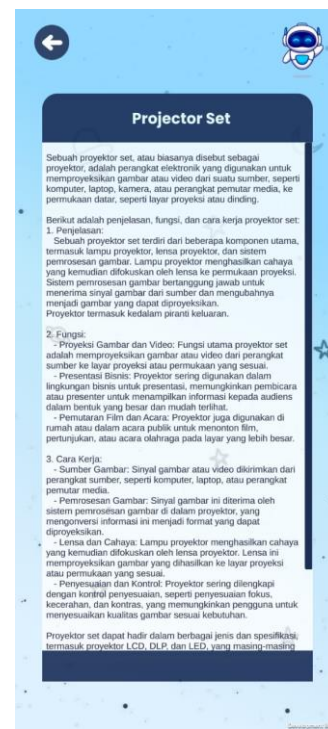 Projector Set
Sebuah proyektor set, atau biasanya disebut sebagai
proyektor, adalah perangkat elektronik yang digunakan untuk
memproyeksikan gambar atau video dari suatu sumber, seperti
komputer, laptop, kamera, atau perangkat pemutar media, ke
permukaan datar, seperti layar proyeksi atau dinding.
Berikut adalah penjelasan, fungsi, dan cara kerja proyektor set:
1. Penjelasan:
Sebuah proyektor set terdiri dari beberapa komponen utama,
termasuk lampu proyektor, lensa proyektor, dan sistem
pemrosesan gambar. Lampu proyektor menghasilkan cahaya
yang kemudian difokuskan oleh lensa ke permukaan proyeksi.
Sistem pemrosesan gambar bertanggung jawab untuk
menerima sinyal gambar dari sumber dan mengubahnya
menjadi gambar yang dapat diproyeksikan.
Proyektor termasuk kedalam piranti keluaran.
2. Fungsi:
- Proyeksi Gambar dan Video: Fungsi utama proyektor set
adalah memproyeksikan gambar atau video dari perangkat
sumber ke layar proyeksi atau permukaan yang sesuai.
- Presentasi Bisnis: Proyektor sering digunakan dalam
lingkungan bisnis untuk presentasi, memungkinkan pembicara
atau presenter untuk menampilkan informasi kepada audiens
dalam bentuk yang besar dan mudah terlihat.
- Pemutaran Film dan Acara: Proyektor juga digunakan di
rumah atau dalam acara publik untuk menonton film,
pertunjukan, atau acara olahraga pada layar yang lebih besar.
3. Cara Kerja:
- Sumber Gambar: Sinyal gambar atau video dikirimkan dari
perangkat sumber, seperti komputer, laptop, atau perangkat
pemutar media.
- Pemrosesan Gambar: Sinyal gambar ini diterima oleh
sistem pemrosesan gambar di dalam proyektor, yang
mengonversi informasi ini menjadi format yang dapat
diproyeksikan.
- Lensa dan Cahaya: Lampu proyektor menghasilkan cahaya
yang kemudian difokuskan oleh lensa proyektor. Lensa ini
memproyeksikan gambar yang dihasilkan ke layar proyeksi
atau permukaan yang sesuai.
- Penyesuaian dan Kontrol: Proyektor sering dilengkapi
dengan kontrol penyesuaian, seperti penyesuaian fokus,
kecerahan, dan kontras, yang memungkinkan pengguna untuk
menyesuaikan kualitas gambar sesuai kebutuhan.
Proyektor set dapat hadir dalam berbagai jenis dan spesifikasi,
termasuk proyektor LCD, DLP, dan LED, yang masing-masing